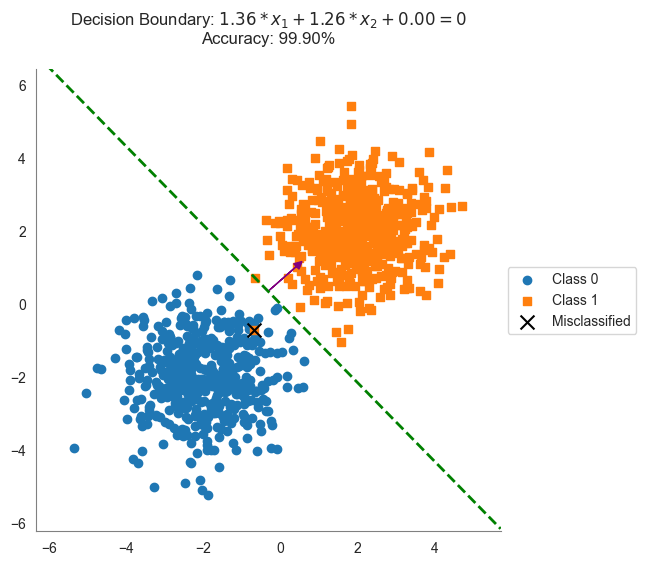 Decision Boundary: 1.36 * x₁ + 1.26 * x₂ + 0.00 = 0
Accuracy: 99.90%
6
4
2
0
−2
−4
−6
−6
−4
−2
0
2
4
Class 0
Class 1
Misclassified